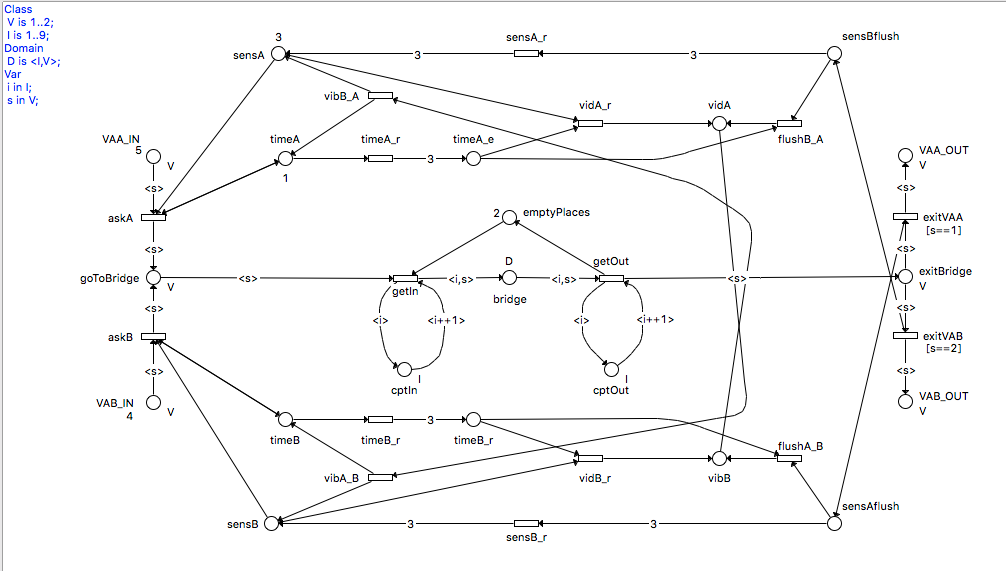 Class
V is 1..2;
I is 1..9;
Domain
D is <I,V>;
Var
i in I;
s in V;
3
sensA
3
sensA_r
3
sensBflush
vibB_A
vidA_r
vidA
flushB_A
VAA_IN
5
V
timeA
1
timeA_r
3
timeA_e
VAA_OUT
V
<s>
<s>
askA
2
emptyPlaces
exitVAA
[s==1]
<s>
<s>
goToBridge
V
<s>
getIn
<i,s>
D
bridge
<i,s>
getOut
<s>
exitBridge
V
<s>
<s>
<i>
<i++1>
<i>
<i++1>
askB
exitVAB
[s==2]
<s>
<s>
I
cptIn
I
cptOut
VAB_IN
4
V
VAB_OUT
V
timeB
timeB_r
3
timeB_r
flushA_B
vibA_B
vidB_r
vibB
sensAflush
sensB
3
sensB_r
3